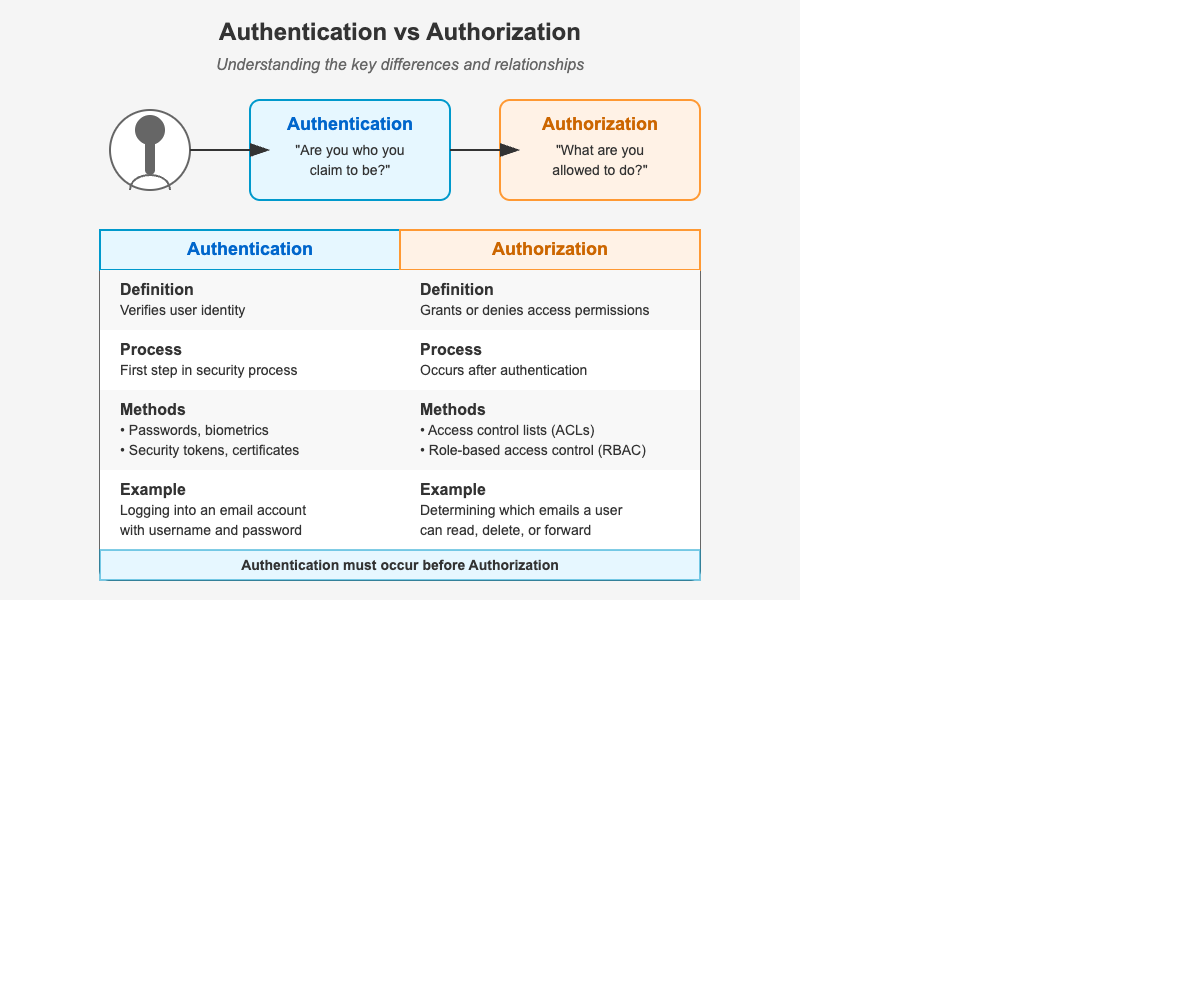 Authentication vs Authorization
Understanding the key differences and relationships
Authentication
"Are you who you
claim to be?"
Authorization
"What are you
allowed to do?"
Authentication
Authorization
Definition
Verifies user identity
Definition
Grants or denies access permissions
Process
First step in security process
Process
Occurs after authentication
Methods
• Passwords, biometrics
• Security tokens, certificates
Methods
• Access control lists (ACLs)
• Role-based access control (RBAC)
Example
Logging into an email account
with username and password
Example
Determining which emails a user
can read, delete, or forward
Authentication must occur before Authorization